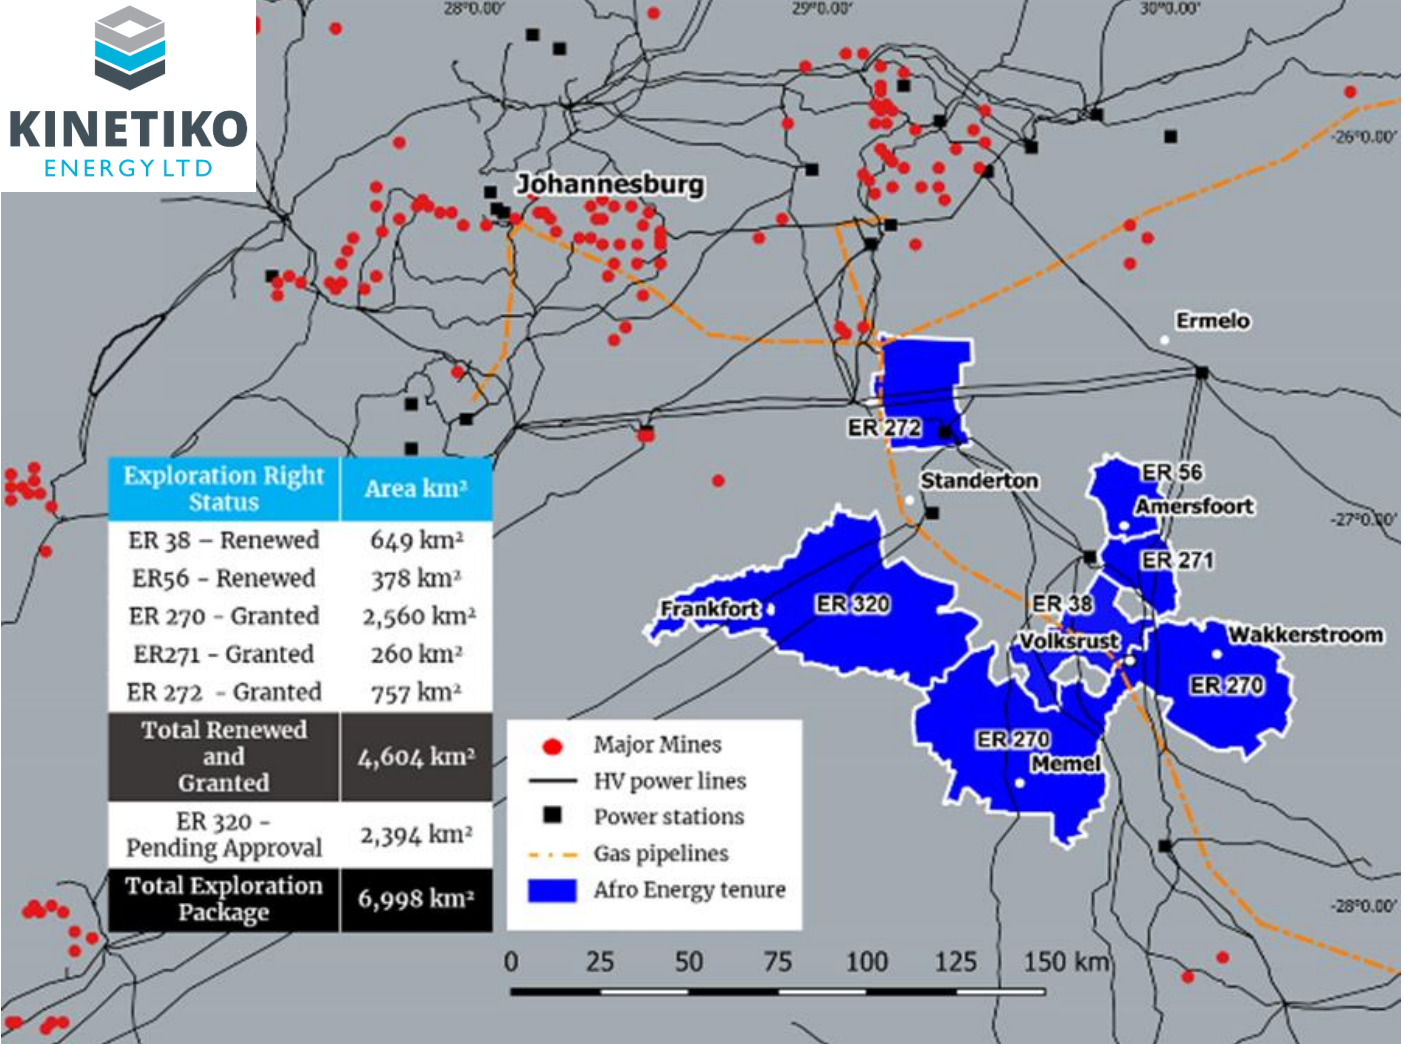 28°0.00'
29°0.00'
30°0.00'
KINETIKO
ENERGY LTD
-26°0.00'
Johannesburg
Ermelo
ER 272
Standerton
ER 56
Amersfoort
-27°0.00'
ER 271
Frankfort
ER 320
ER 38
Volksrust
Wakkerstroom
ER 270
ER 270
Memel
-28°0.00'
Exploration Right
Status
Area km²
ER 38 – Renewed
649 km²
ER56 - Renewed
378 km²
ER 270 - Granted
2,560 km²
ER271 - Granted
260 km²
ER 272 - Granted
757 km²
Total Renewed
and
Granted
4,604 km²
ER 320 -
Pending Approval
2,394 km²
Total Exploration
Package
6,998 km²
Major Mines
HV power lines
Power stations
Gas pipelines
Afro Energy tenure
0 25 50 75 100 125 150 km